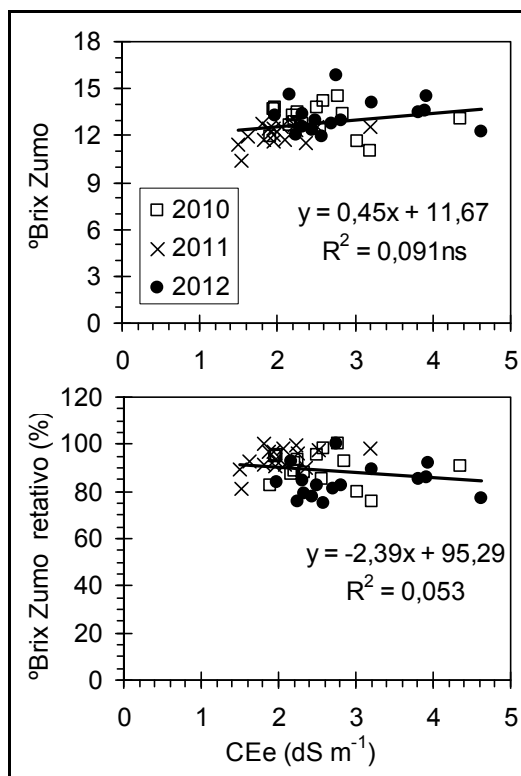 18
15
12
9
6
3
0
ºBrix Zumo
2010
2011
2012
y = 0,45x + 11,67
R² = 0,091ns
0 1 2 3 4 5
120
100
80
60
40
20
0
ºBrix Zumo retativo (%)
y = -2,39x + 95,29
R² = 0,053
0 1 2 3 4 5
CEe (dS m⁻¹)